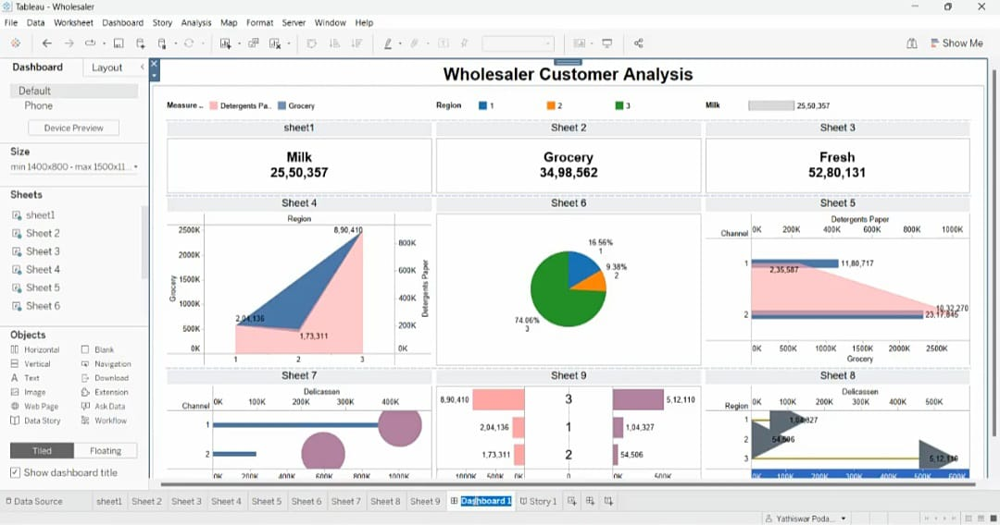 Tableau - Wholesaler
File Data Worksheet Dashboard Story Analysis Map Format Server Window Help
Show Me
Dashboard Layout
Default
Phone
Device Preview
Size
min 1400x800 - max 1500x11...
Sheets
sheet1
Sheet 2
Sheet 3
Sheet 4
Sheet 5
Sheet 6
Objects
Horizontal Blank
Vertical Navigation
A Text Download
Image Extension
Web Page Ask Data
Data Story Workflow
Tiled Floating
Show dashboard title
Wholesaler Customer Analysis
Measure .. Detergents Pa.. Grocery
Region 1 2 3
Milk 25,50,357
sheet1 Sheet 2 Sheet 3
Milk
25,50,357
Grocery
34,98,562
Fresh
52,80,131
Sheet 4 Sheet 6 Sheet 5
Region
2500K
2000K
1500K
1000K
500K
0K
Grocery
8,90,410
2,04,136
1,73,311
800K
600K
400K
200K
0K
Detergents Paper
1 2 3
16.56%
1
9.38%
2
74.06%
3
Detergents Paper
Channel 0K 200K 400K 600K 800K 1000K
1 2,35,587 11,80,717
2 10,32,270
23,17,845
0K 500K 1000K 1500K 2000K 2500K
Grocery
Sheet 7 Sheet 9 Sheet 8
Delicassen
Channel 0K 100K 200K 300K 400K
1
2
0K 200K 400K 600K 800K 1000K
8,90,410 3 5,12,110
2,04,136 1 1,04,327
1,73,311 2 54,506
1000K 500K 0K 0 0K 500K
Delicassen
Region 0K 100K 200K 300K 400K 500K
1 1,04,327
2 54,506
3 5,12,110
0K 100K 200K 300K 400K 500K 600K
Data Source sheet1 Sheet 2 Sheet 3 Sheet 4 Sheet 5 Sheet 6 Sheet 7 Sheet 8 Sheet 9 Dashboard 1 Story 1
Yathiswar Poda...